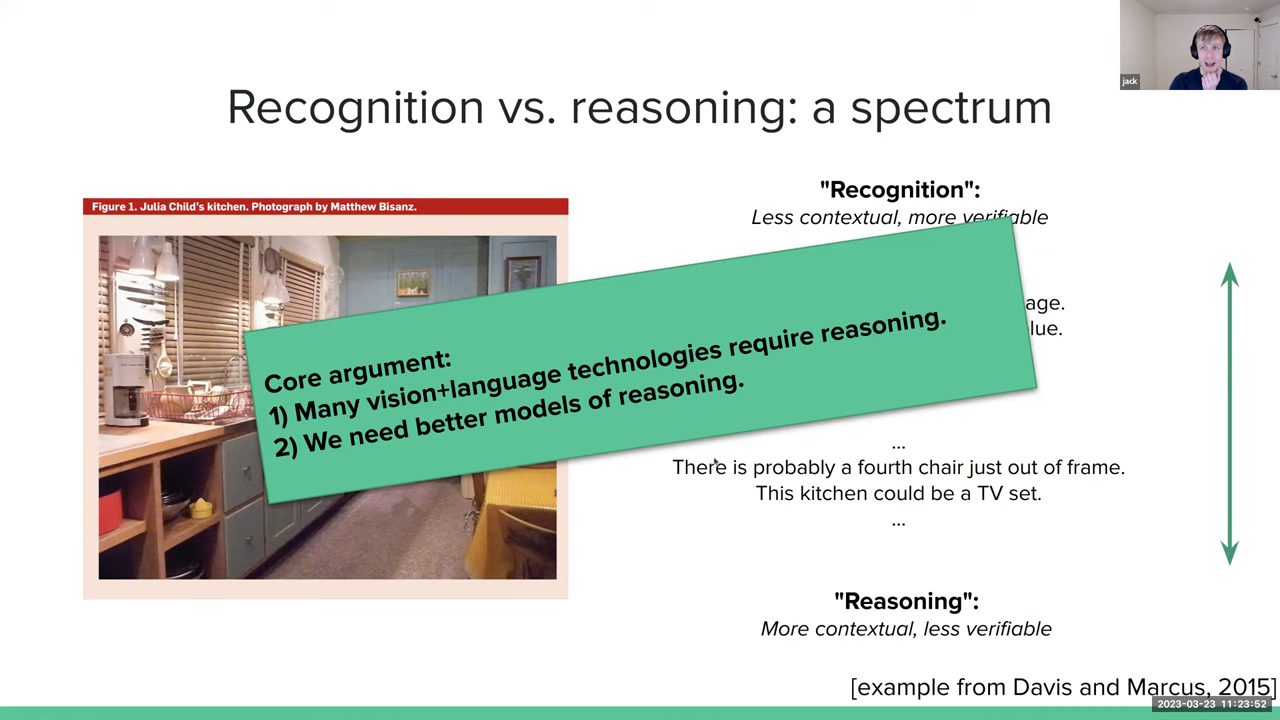 jack
Recognition vs. reasoning: a spectrum
Figure 1. Julia Child's kitchen. Photograph by Matthew Bisanz.
"Recognition":
Less contextual, more verifiable
age.
lue.
Core argument:
1) Many vision+language technologies require reasoning.
2) We need better models of reasoning.
...
There is probably a fourth chair just out of frame.
This kitchen could be a TV set.
...
"Reasoning":
More contextual, less verifiable
[example from Davis and Marcus, 2015]
2023-03-23 11:23:52